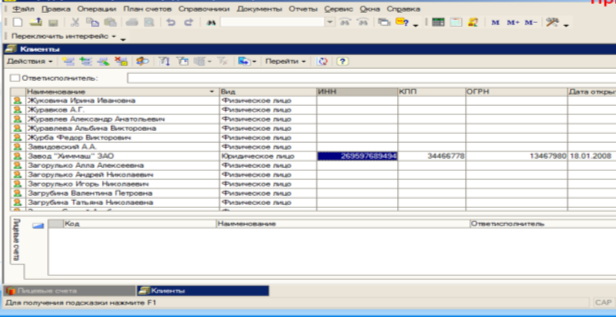 Файл Правка Операции План счетов Справочники Документы Отчеты Сервис Окна Справка
M M+ M-
Переключить интерфейс
Клиенты
Действия Перейти
Ответисполнитель:
Наименование Вид ИНН КПП ОГРН Дата откры
Жуковина Ирина Ивановна Физическое лицо
Журавков А.Г. Физическое лицо
Журавлев Александр Анатольевич Физическое лицо
Журавлева Альбина Викторовна Физическое лицо
Журба Федор Викторович Физическое лицо
Завидовский А.А. Физическое лицо
Завод "Химмаш" ЗАО Юридическое лицо 269597689494 34466778 13467980 18.01.2008
Загорулько Алла Алексеевна Физическое лицо
Загорулько Андрей Николаевич Физическое лицо
Загорулько Игорь Николаевич Физическое лицо
Загрубина Валентина Петровна Физическое лицо
Загрубина Татьяна Николаевна Физическое лицо
Лицевые счета
Код Наименование Ответисполнитель
Лицевые счета Клиенты
Для получения подсказки нажмите F1 CAP